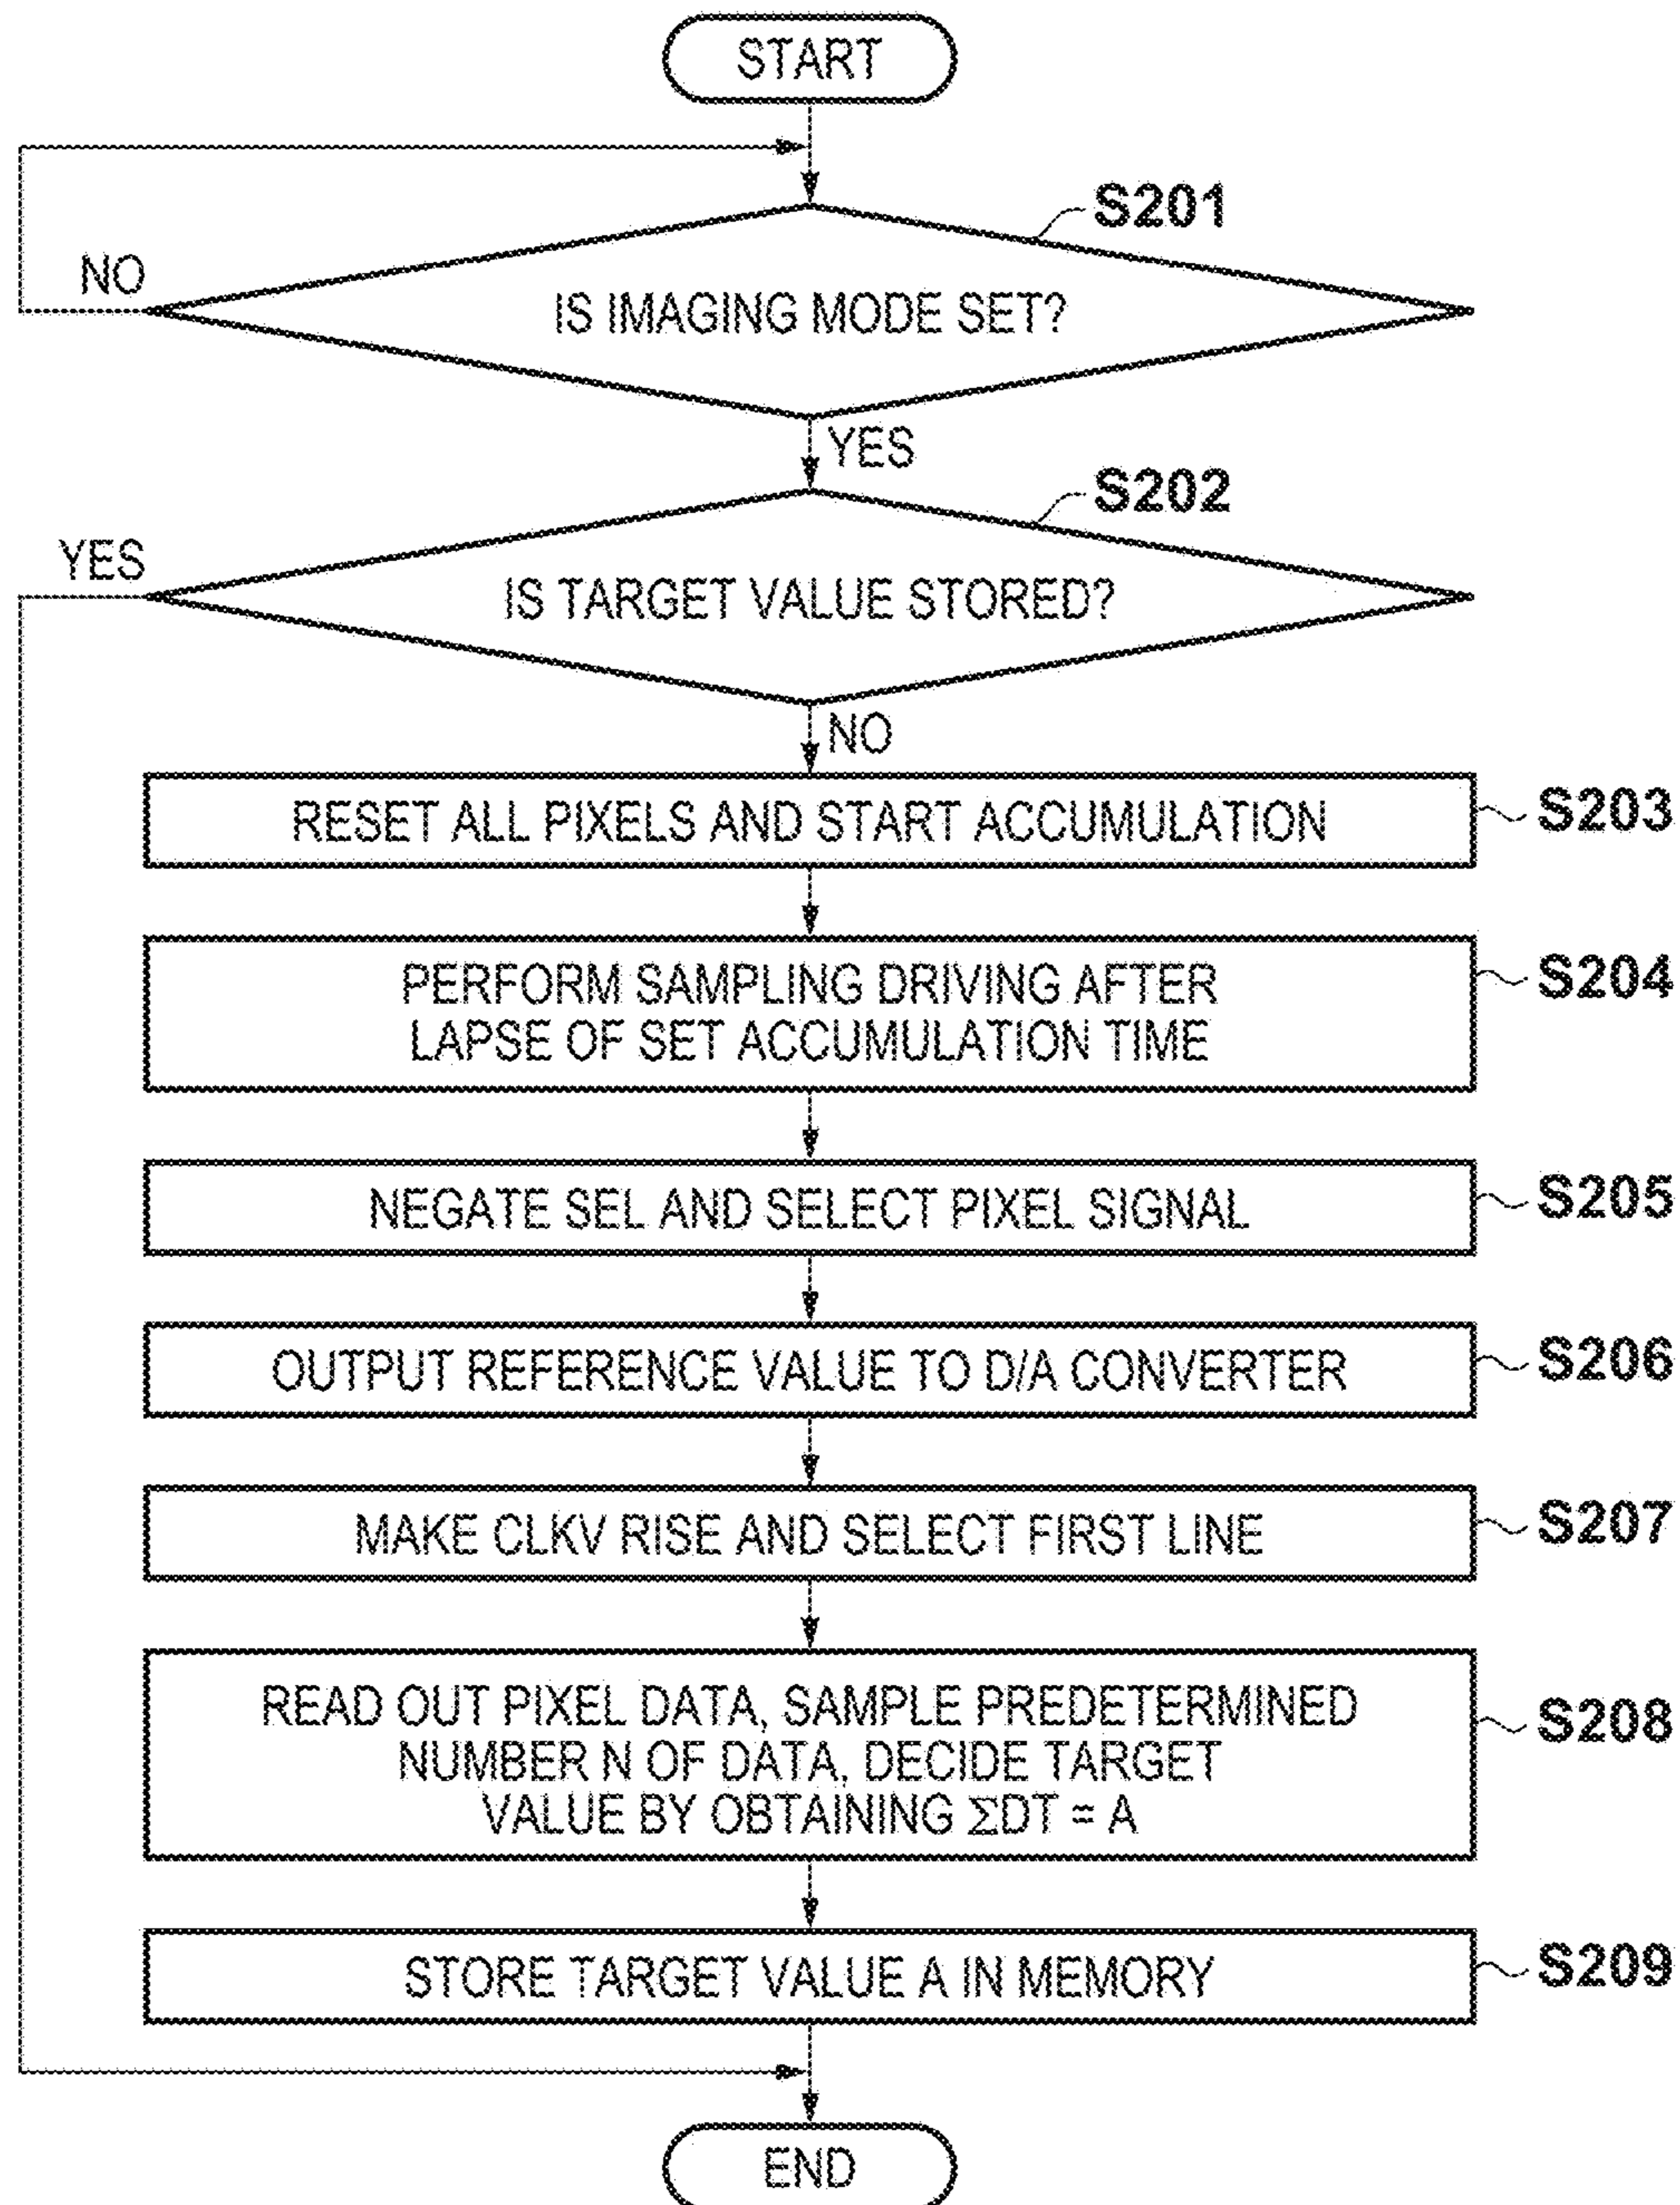 START
S201
NO
IS IMAGING MODE SET?
YES
S202
YES
IS TARGET VALUE STORED?
NO
RESET ALL PIXELS AND START ACCUMULATION
S203
PERFORM SAMPLING DRIVING AFTER
LAPSE OF SET ACCUMULATION TIME
S204
NEGATE SEL AND SELECT PIXEL SIGNAL
S205
OUTPUT REFERENCE VALUE TO D/A CONVERTER
S206
MAKE CLKV RISE AND SELECT FIRST LINE
S207
READ OUT PIXEL DATA, SAMPLE PREDETERMINED
NUMBER N OF DATA, DECIDE TARGET
VALUE BY OBTAINING ΣDT = A
S208
STORE TARGET VALUE A IN MEMORY
S209
END